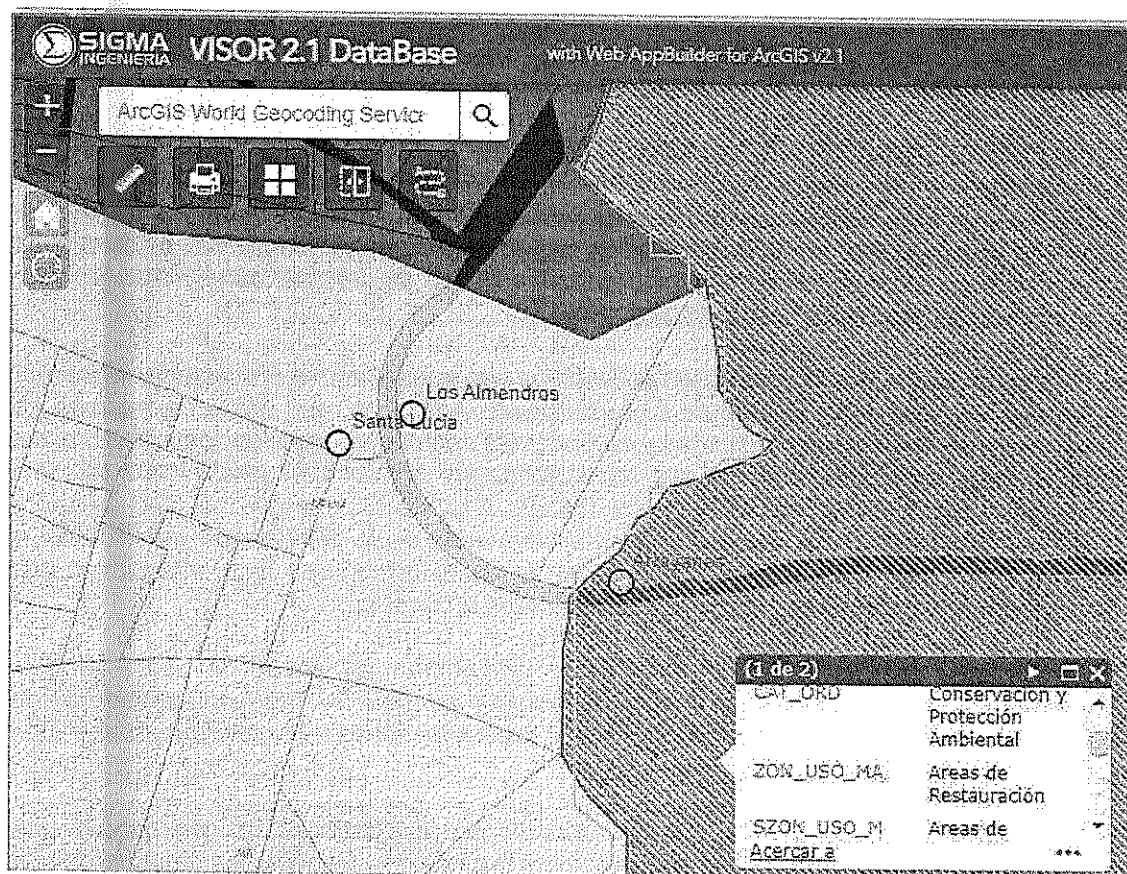 SIGMA
INGENIERIA
VISOR 2.1 DataBase
with Web AppBuilder for ArcGIS v2.1
ArcGIS World Geocoding Service
Los Almendros
Santa Lucia
(1 de 2)
CAT_ORD Conservación y
Protección
Ambiental
ZON_USO_MA Areas de
Restauración
SZON_USO_M Areas de
Acercar a